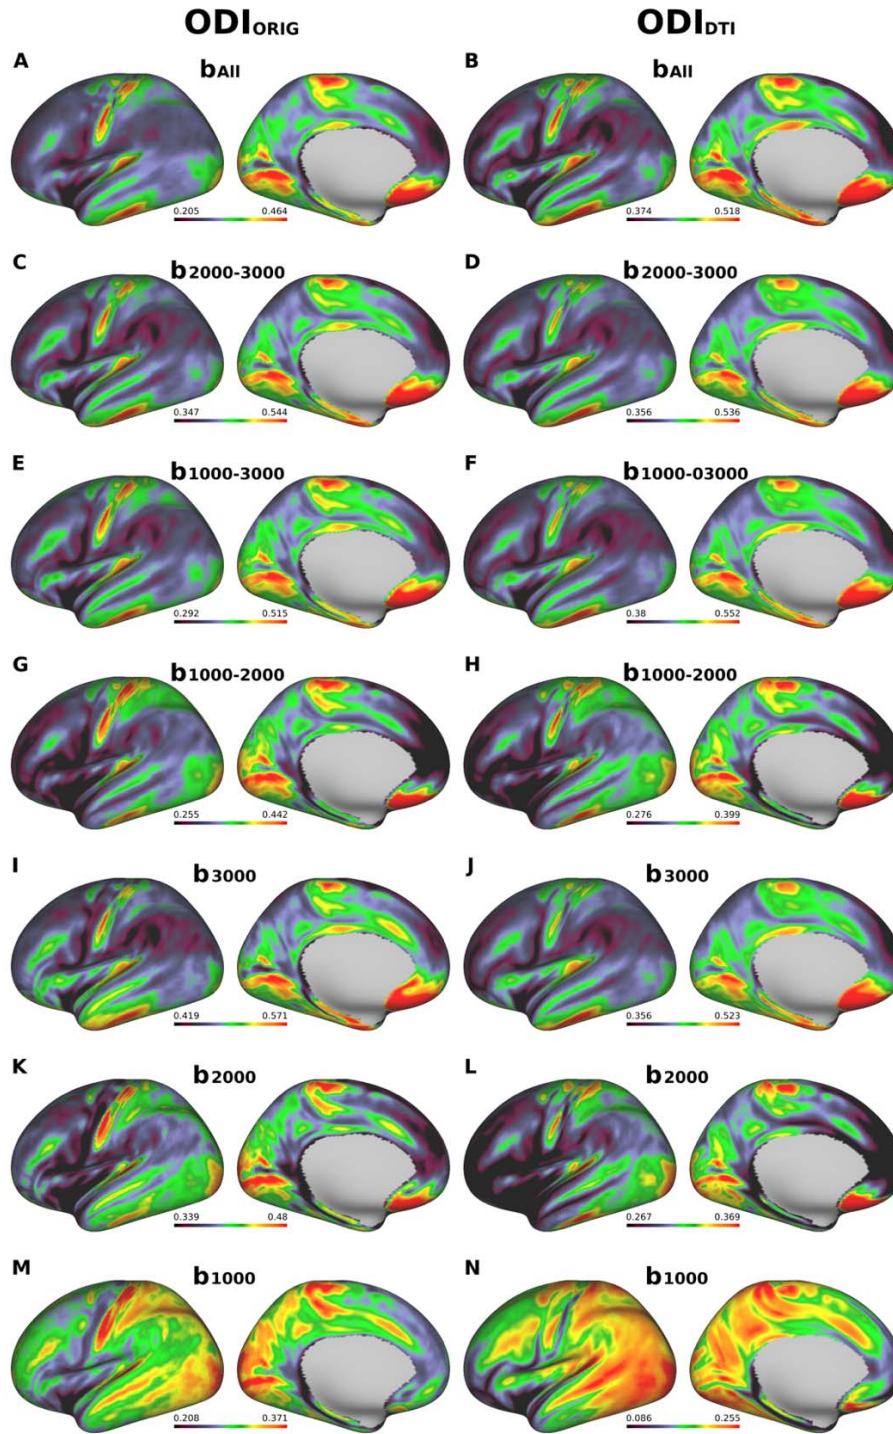 ODIORIG ODIDTI
A bAll B bAll
0.205 0.464 0.374 0.518
C b2000-3000 D b2000-3000
0.347 0.544 0.356 0.536
E b1000-3000 F b1000-03000
0.292 0.515 0.38 0.552
G b1000-2000 H b1000-2000
0.255 0.442 0.276 0.399
I b3000 J b3000
0.419 0.571 0.356 0.523
K b2000 L b2000
0.339 0.48 0.267 0.369
M b1000 N b1000
0.208 0.371 0.086 0.255